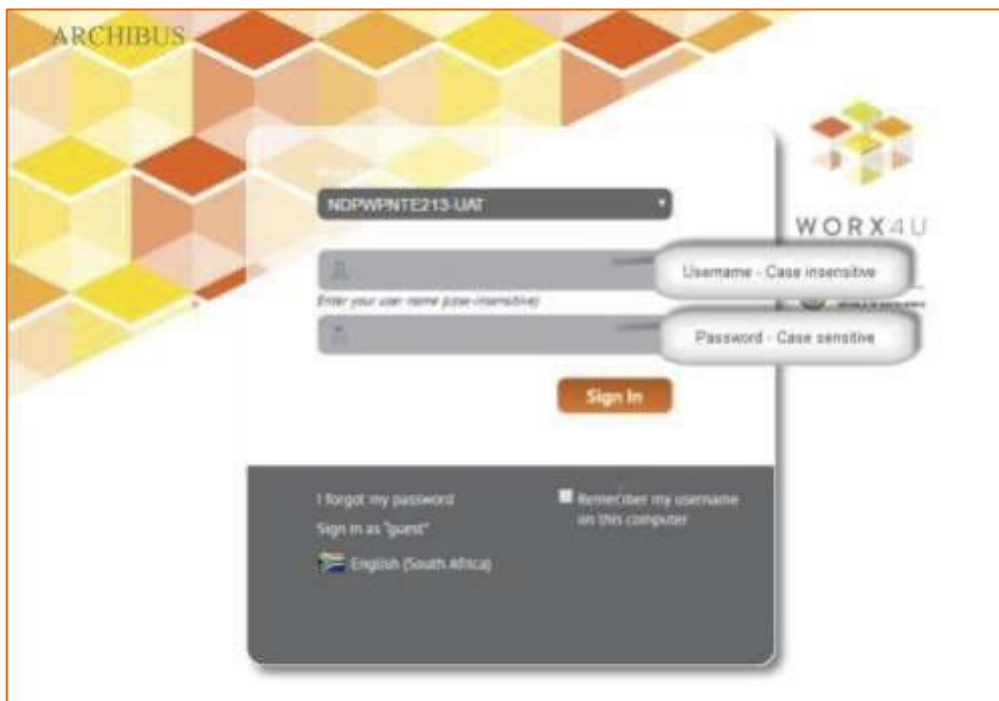 ARCHIBUS
NDPWPNTE213-UAT
WORX4U
Username - Case insensitive
Enter your user name (case-insensitive)
Password - Case sensitive
Sign In
I forgot my password
Remember my username
on this computer
Sign in as "guest"
English (South Africa)